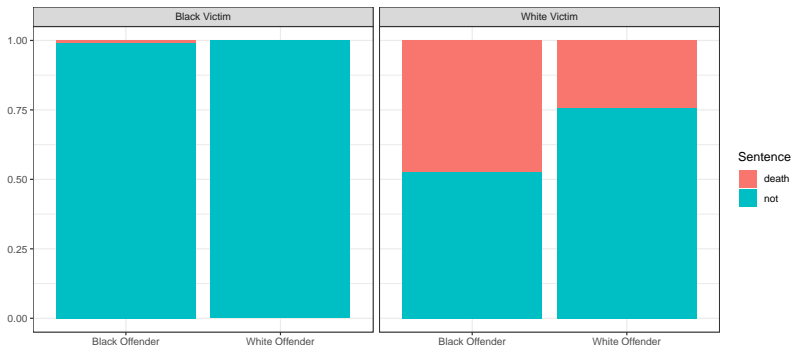 Black Victim
White Victim
1.00
0.75
0.50
0.25
0.00
Black Offender
White Offender
Black Offender
White Offender
Sentence
death
not